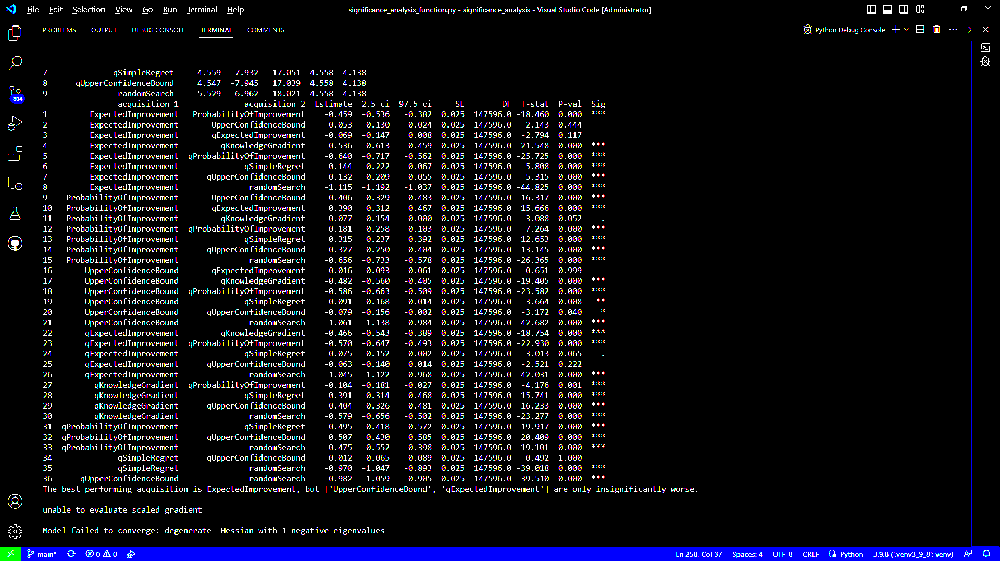 File Edit Selection View Go Run Terminal Help
significance_analysis_function.py - significance_analysis - Visual Studio Code [Administrator]
PROBLEMS OUTPUT DEBUG CONSOLE TERMINAL COMMENTS
Python Debug Console
7 qSimpleRegret 4.559 -7.932 17.051 4.558 4.138
8 qUpperConfidenceBound 4.547 -7.945 17.039 4.558 4.138
9 randomSearch 5.529 -6.962 18.021 4.558 4.138
acquisition_1 acquisition_2 Estimate 2.5_ci 97.5_ci SE DF T-stat P-val Sig
1 ExpectedImprovement ProbabilityOfImprovement -0.459 -0.536 -0.382 0.025 147596.0 -18.460 0.000 ***
2 ExpectedImprovement UpperConfidenceBound -0.053 -0.130 0.024 0.025 147596.0 -2.143 0.444
3 ExpectedImprovement qExpectedImprovement -0.069 -0.147 0.008 0.025 147596.0 -2.794 0.117
4 ExpectedImprovement qKnowledgeGradient -0.536 -0.613 -0.459 0.025 147596.0 -21.548 0.000 ***
5 ExpectedImprovement qProbabilityOfImprovement -0.640 -0.717 -0.562 0.025 147596.0 -25.725 0.000 ***
6 ExpectedImprovement qSimpleRegret -0.144 -0.222 -0.067 0.025 147596.0 -5.808 0.000 ***
7 ExpectedImprovement qUpperConfidenceBound -0.132 -0.209 -0.055 0.025 147596.0 -5.315 0.000 ***
8 ExpectedImprovement randomSearch -1.115 -1.192 -1.037 0.025 147596.0 -44.825 0.000 ***
9 ProbabilityOfImprovement UpperConfidenceBound 0.406 0.329 0.483 0.025 147596.0 16.317 0.000 ***
10 ProbabilityOfImprovement qExpectedImprovement 0.390 0.312 0.467 0.025 147596.0 15.666 0.000 ***
11 ProbabilityOfImprovement qKnowledgeGradient -0.077 -0.154 0.000 0.025 147596.0 -3.088 0.052 .
12 ProbabilityOfImprovement qProbabilityOfImprovement -0.181 -0.258 -0.103 0.025 147596.0 -7.264 0.000 ***
13 ProbabilityOfImprovement qSimpleRegret 0.315 0.237 0.392 0.025 147596.0 12.653 0.000 ***
14 ProbabilityOfImprovement qUpperConfidenceBound 0.327 0.250 0.404 0.025 147596.0 13.145 0.000 ***
15 ProbabilityOfImprovement randomSearch -0.656 -0.733 -0.578 0.025 147596.0 -26.365 0.000 ***
16 UpperConfidenceBound qExpectedImprovement -0.016 -0.093 0.061 0.025 147596.0 -0.651 0.999
17 UpperConfidenceBound qKnowledgeGradient -0.482 -0.560 -0.405 0.025 147596.0 -19.405 0.000 ***
18 UpperConfidenceBound qProbabilityOfImprovement -0.586 -0.663 -0.509 0.025 147596.0 -23.582 0.000 ***
19 UpperConfidenceBound qSimpleRegret -0.091 -0.168 -0.014 0.025 147596.0 -3.664 0.008 **
20 UpperConfidenceBound qUpperConfidenceBound -0.079 -0.156 -0.002 0.025 147596.0 -3.172 0.040 *
21 UpperConfidenceBound randomSearch -1.061 -1.138 -0.984 0.025 147596.0 -42.682 0.000 ***
22 qExpectedImprovement qKnowledgeGradient -0.466 -0.543 -0.389 0.025 147596.0 -18.754 0.000 ***
23 qExpectedImprovement qProbabilityOfImprovement -0.570 -0.647 -0.493 0.025 147596.0 -22.930 0.000 ***
24 qExpectedImprovement qSimpleRegret -0.075 -0.152 0.002 0.025 147596.0 -3.013 0.065 .
25 qExpectedImprovement qUpperConfidenceBound -0.063 -0.140 0.014 0.025 147596.0 -2.521 0.222
26 qExpectedImprovement randomSearch -1.045 -1.122 -0.968 0.025 147596.0 -42.031 0.000 ***
27 qKnowledgeGradient qProbabilityOfImprovement -0.104 -0.181 -0.027 0.025 147596.0 -4.176 0.001 ***
28 qKnowledgeGradient qSimpleRegret 0.391 0.314 0.468 0.025 147596.0 15.741 0.000 ***
29 qKnowledgeGradient qUpperConfidenceBound 0.404 0.326 0.481 0.025 147596.0 16.233 0.000 ***
30 qKnowledgeGradient randomSearch -0.579 -0.656 -0.502 0.025 147596.0 -23.277 0.000 ***
31 qProbabilityOfImprovement qSimpleRegret 0.495 0.418 0.572 0.025 147596.0 19.917 0.000 ***
32 qProbabilityOfImprovement qUpperConfidenceBound 0.507 0.430 0.585 0.025 147596.0 20.409 0.000 ***
33 qProbabilityOfImprovement randomSearch -0.475 -0.552 -0.398 0.025 147596.0 -19.101 0.000 ***
34 qSimpleRegret qUpperConfidenceBound 0.012 -0.065 0.089 0.025 147596.0 0.492 1.000
35 qSimpleRegret randomSearch -0.970 -1.047 -0.893 0.025 147596.0 -39.018 0.000 ***
36 qUpperConfidenceBound randomSearch -0.982 -1.059 -0.905 0.025 147596.0 -39.510 0.000 ***
The best performing acquisition is ExpectedImprovement, but ['UpperConfidenceBound', 'qExpectedImprovement'] are only insignificantly worse.
unable to evaluate scaled gradient
Model failed to converge: degenerate  Hessian with 1 negative eigenvalues
804
main* 0 0 Ln 258, Col 37 Spaces: 4 UTF-8 CRLF Python 3.9.8 ('.venv3_9_8': venv)